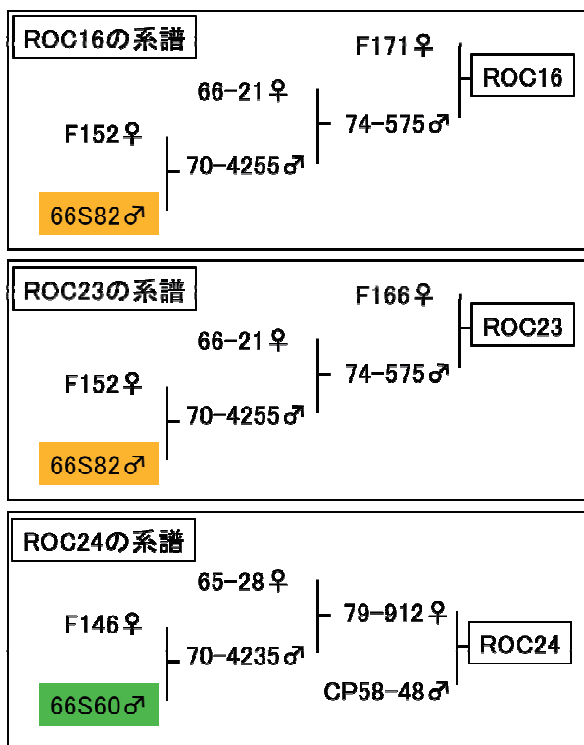 ROC16の系譜
F171♀
ROC16
66-21♀
74-575♂
F152♀
70-4255♂
66S82♂
ROC23の系譜
F166♀
ROC23
66-21♀
74-575♂
F152♀
70-4255♂
66S82♂
ROC24の系譜
65-28♀
79-912♀
F146♀
ROC24
70-4235♂
CP58-48♂
66S60♂